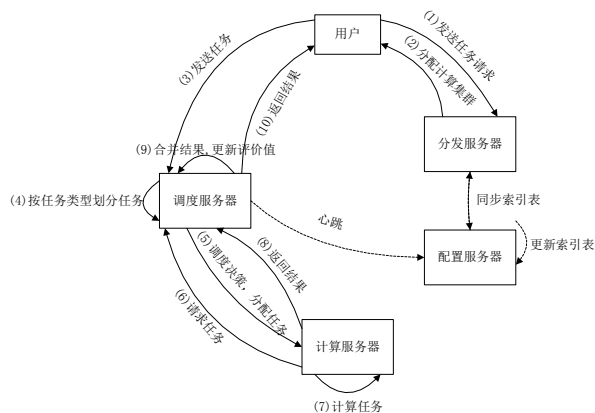 用户
(1)发送任务请求
(2)分配计算集群
(3)发送任务
(10)返回结果
分发服务器
(9)合并结果,更新评价值
调度服务器
(4)按任务类型划分任务
同步索引表
心跳
配置服务器
更新索引表
(5)调度决策，分配任务
(8)返回结果
(6)请求任务
计算服务器
(7)计算任务